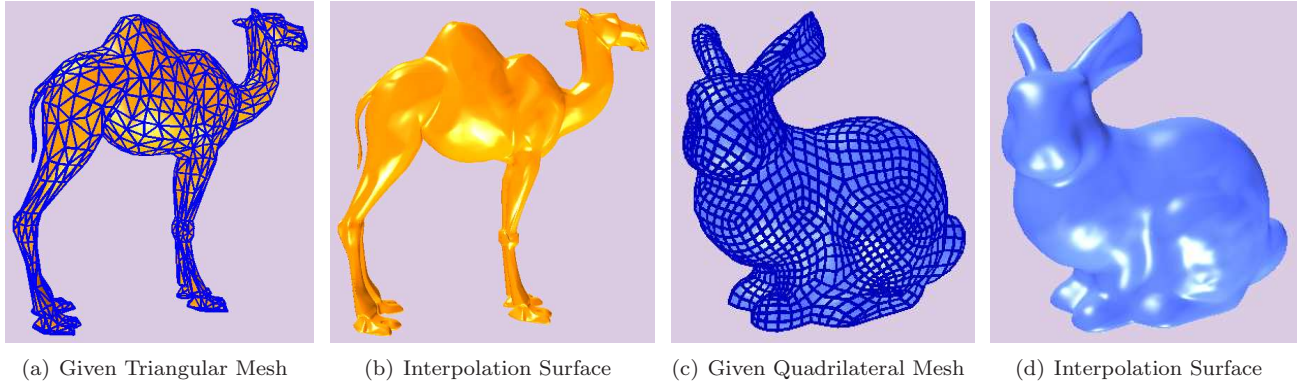 (a) Given Triangular Mesh
(b) Interpolation Surface
(c) Given Quadrilateral Mesh
(d) Interpolation Surface